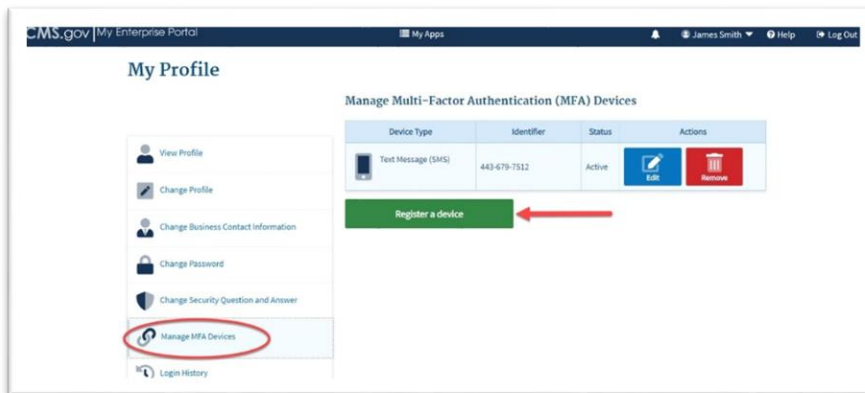 CMS.gov My Enterprise Portal
My Apps
James Smith
Help
Log Out
My Profile
Manage Multi-Factor Authentication (MFA) Devices
Device Type Identifier Status Actions
Text Message (SMS) 443-679-7512 Active Edit Remove
Register a device
View Profile
Change Profile
Change Business Contact Information
Change Password
Change Security Question and Answer
Manage MFA Devices
Login History